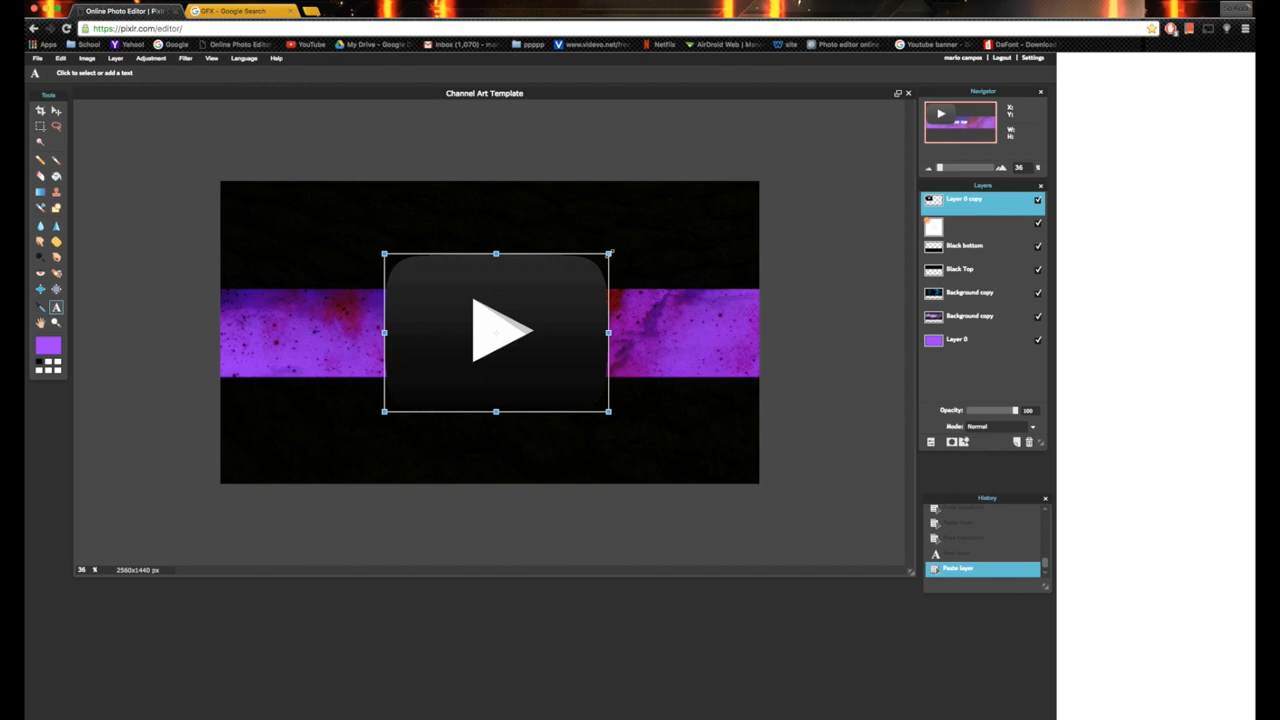 Online Photo Editor | Pixlr
GFX - Google Search
https://pixlr.com/editor/
Apps School Yahoo Google Online Photo Edit YouTube My Drive - Google Inbox (1,070) - ppppp www.videvo.net/free Netflix AirDroid Web | Man site Photo editor online Youtube banner - DaFont - Download
File Edit Image Layer Adjustment Filter View Language Help
mario campos | Logout | Settings
A Click to select or add a text
Tools
Channel Art Template
Navigator
X:
Y:
W:
H:
36 %
Layers
Layer 0 copy
Black bottom
Black Top
Background copy
Background copy
Layer 0
Opacity: 100
Mode: Normal
History
Paste layer
36 % 2560x1440 px